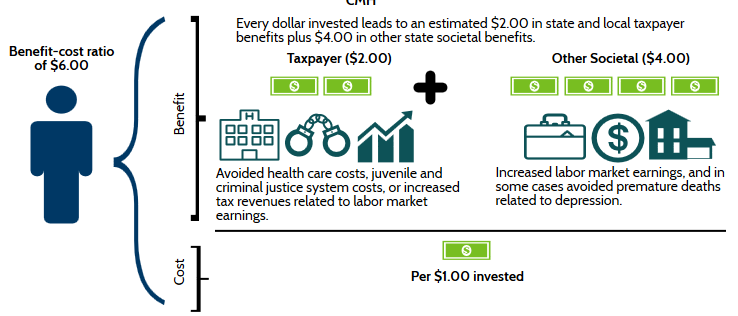 Every dollar invested leads to an estimated $2.00 in state and local taxpayer
benefits plus $4.00 in other state societal benefits.
Benefit-cost ratio
of $6.00
Taxpayer ($2.00)
Other Societal ($4.00)
Benefit
Avoided health care costs, juvenile and
criminal justice system costs, or increased
tax revenues related to labor market
earnings.
Increased labor market earnings, and in
some cases avoided premature deaths
related to depression.
Cost
Per $1.00 invested